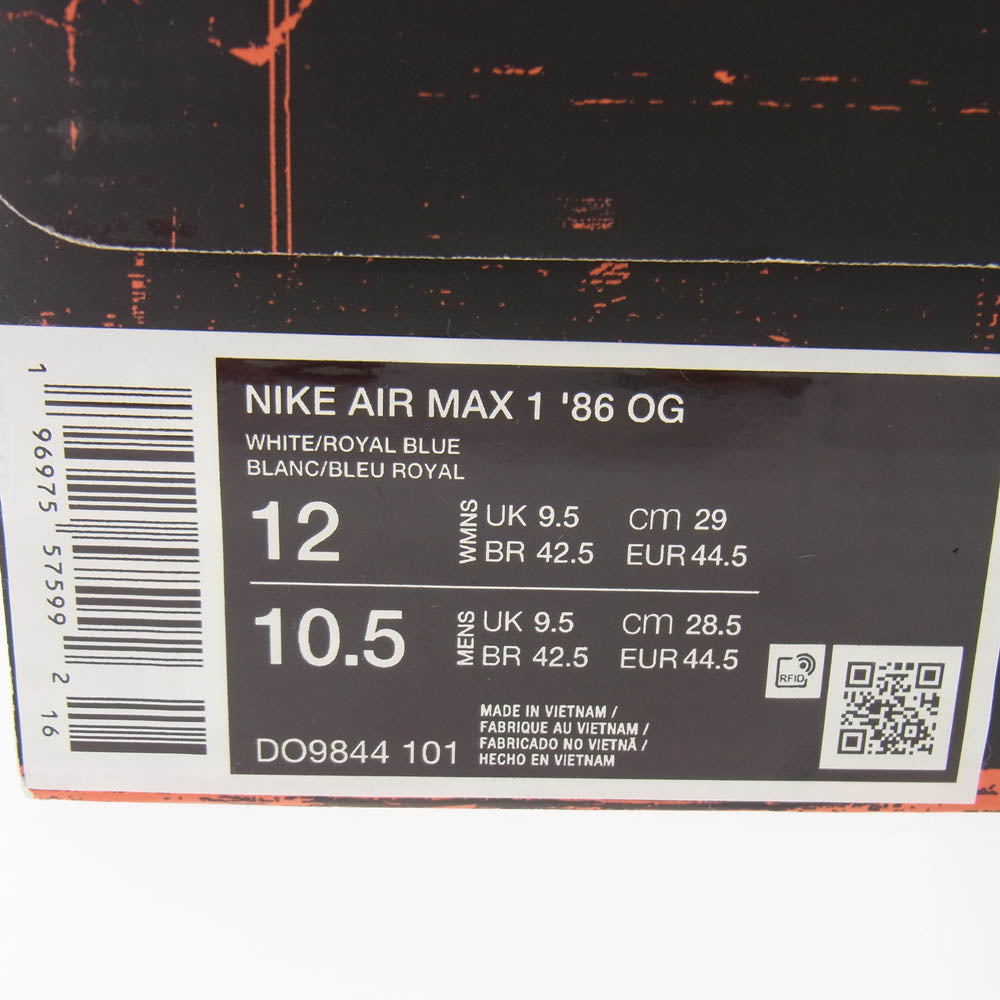 NIKE AIR MAX 1 '86 OG
WHITE/ROYAL BLUE
BLANC/BLEU ROYAL
12 WMNS UK 9.5 cm 29
BR 42.5 EUR 44.5
10.5 MENS UK 9.5 cm 28.5
BR 42.5 EUR 44.5
DO9844 101
MADE IN VIETNAM /
FABRIQUE AU VIETNAM /
FABRICADO NO VIETNÃ /
HECHO EN VIETNAM
RFID
1 96975 57599 2 16